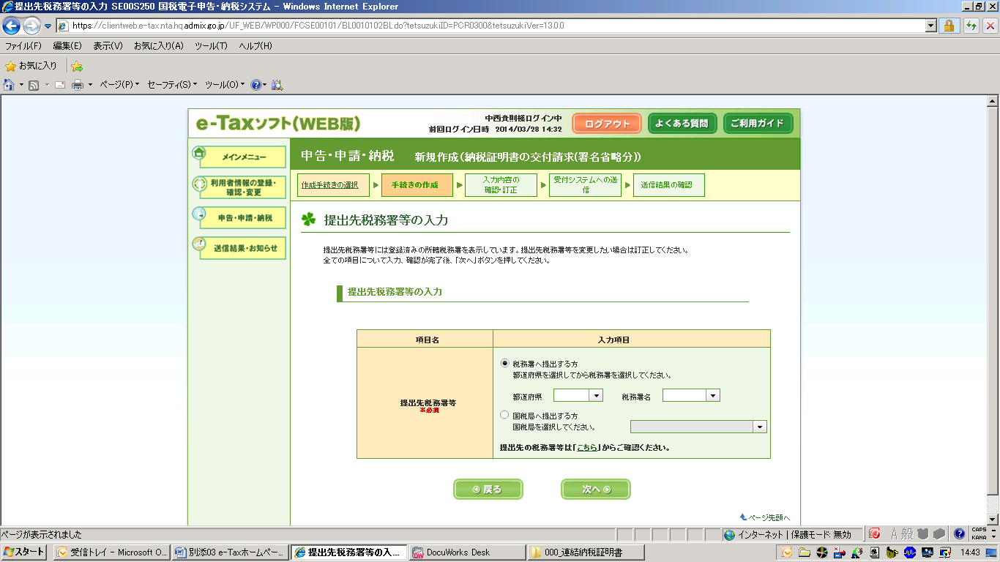 提出先税務署等の入力 SE00S250 国税電子申告・納税システム - Windows Internet Explorer
https://clientweb.e-tax.nta.hq.admix.go.jp/UF_WEB/WP000/FCSE00101/BL0010102BL.do?tetsuzukiID=PCR0300&tetsuzukiVer=13.0.0
ファイル(F) 編集(E) 表示(V) お気に入り(A) ツール(T) ヘルプ(H)
お気に入り
ページ(P) セーフティ(S) ツール(O)
e-Taxソフト(WEB版)
中西貴則様ログイン中
前回ログイン日時 2014/03/28 14:32
ログアウト よくある質問 ご利用ガイド
メインメニュー
利用者情報の登録・
確認・変更
申告・申請・納税
送信結果・お知らせ
申告・申請・納税 新規作成(納税証明書の交付請求(署名省略分))
作成手続きの選択
手続きの作成
入力内容の
確認・訂正
受付システムへの送
信
送信結果の確認
提出先税務署等の入力
提出先税務署等には登録済みの所轄税務署を表示しています。提出先税務署等を変更したい場合は訂正してください。
全ての項目について入力、確認が完了後、「次へ」ボタンを押してください。
提出先税務署等の入力
項目名 入力項目
提出先税務署等
※必須
税務署へ提出する方
都道府県を選択してから税務署を選択してください。
都道府県 税務署名
国税局へ提出する方
国税局を選択してください。
提出先の税務署等は「こちら」からご確認ください。
戻る 次へ
ページ先頭へ
ページが表示されました
インターネット | 保護モード: 無効
A 般
CAPS
KANA
スタート
受信トレイ - Microsoft O...
別添03 e-Taxホームペー...
提出先税務署等の入...
DocuWorks Desk
000_連結納税証明書
14:43